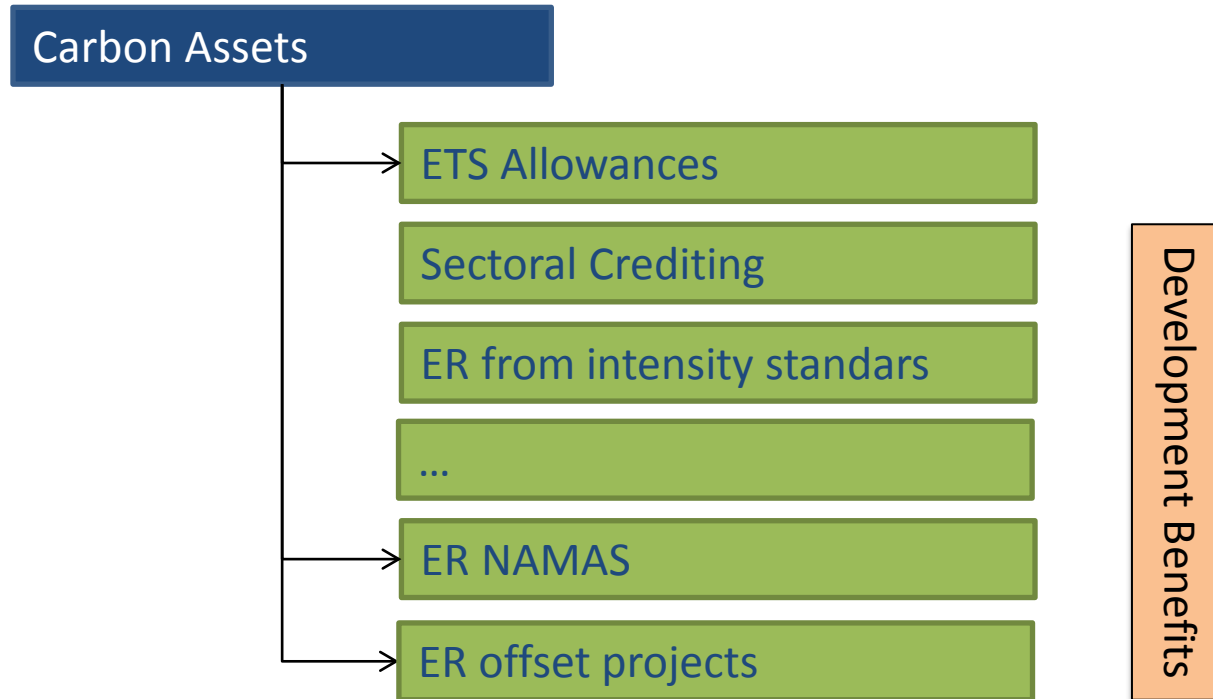 Carbon Assets
ETS Allowances
Sectoral Crediting
ER from intensity standars
...
ER NAMAS
ER offset projects
Development Benefits